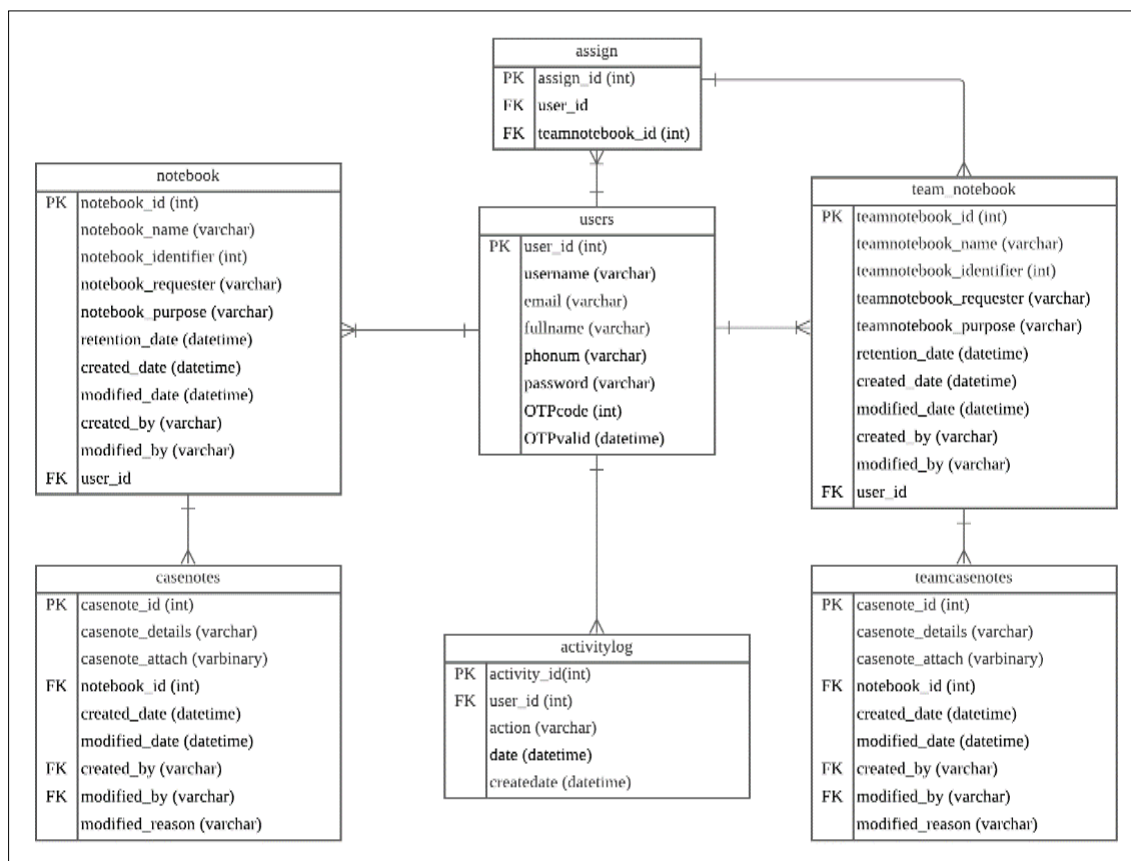 assign
PK assign_id (int)
FK user_id
FK teamnotebook_id (int)
notebook
PK notebook_id (int)
notebook_name (varchar)
notebook_identifier (int)
notebook_requester (varchar)
notebook_purpose (varchar)
retention_date (datetime)
created_date (datetime)
modified_date (datetime)
created_by (varchar)
modified_by (varchar)
FK user_id
users
PK user_id (int)
username (varchar)
email (varchar)
fullname (varchar)
phonum (varchar)
password (varchar)
OTPcode (int)
OTPvalid (datetime)
team_notebook
PK teamnotebook_id (int)
teamnotebook_name (varchar)
teamnotebook_identifier (int)
teamnotebook_requester (varchar)
teamnotebook_purpose (varchar)
retention_date (datetime)
created_date (datetime)
modified_date (datetime)
created_by (varchar)
modified_by (varchar)
FK user_id
casenotes
PK casenote_id (int)
casenote_details (varchar)
casenote_attach (varbinary)
FK notebook_id (int)
created_date (datetime)
modified_date (datetime)
FK created_by (varchar)
FK modified_by (varchar)
modified_reason (varchar)
activitylog
PK activity_id(int)
FK user_id (int)
action (varchar)
date (datetime)
createdate (datetime)
teamcasenotes
PK casenote_id (int)
casenote_details (varchar)
casenote_attach (varbinary)
FK notebook_id (int)
created_date (datetime)
modified_date (datetime)
FK created_by (varchar)
FK modified_by (varchar)
modified_reason (varchar)